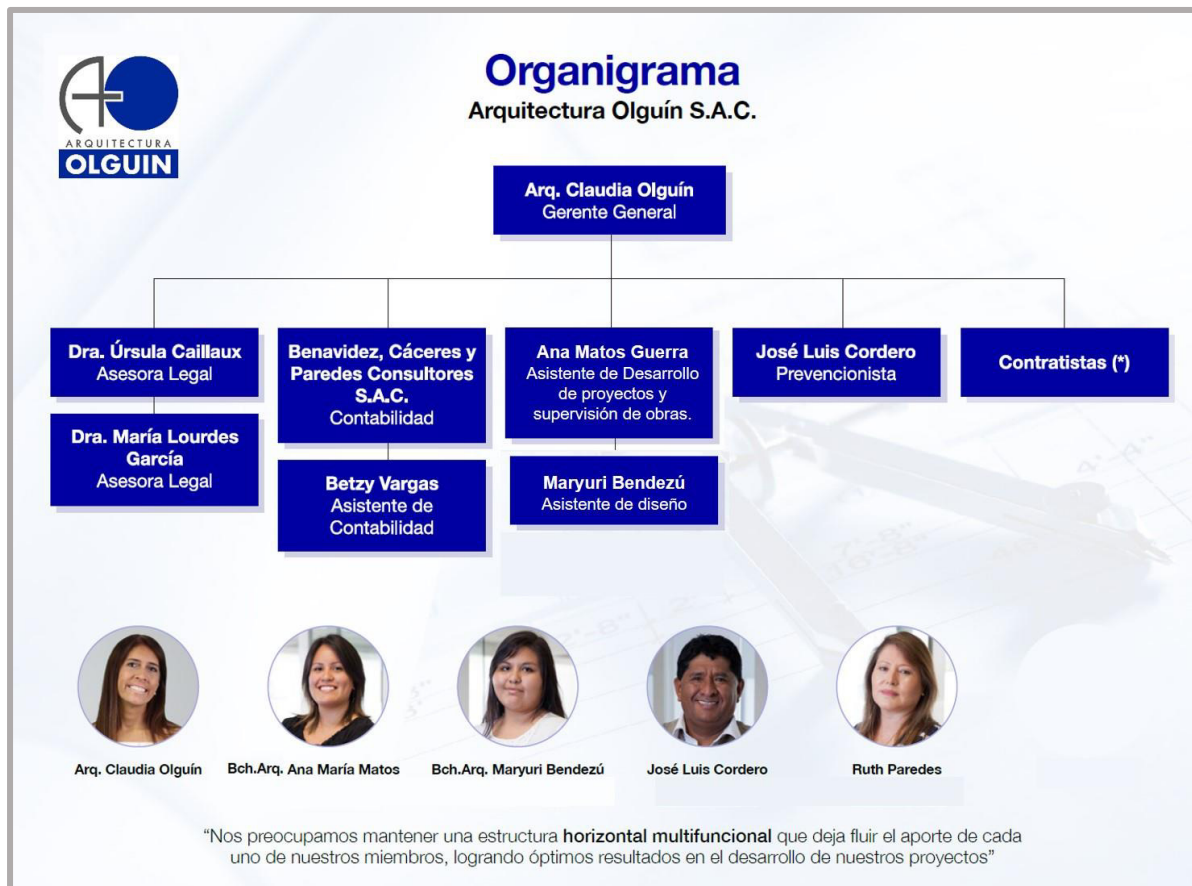 ARQUITECTURA
OLGUIN
Organigrama
Arquitectura Olguín S.A.C.
Arq. Claudia Olguín
Gerente General
Dra. Úrsula Caillaux
Asesora Legal
Dra. María Lourdes
García
Asesora Legal
Benavidez, Cáceres y
Paredes Consultores
S.A.C.
Contabilidad
Betzy Vargas
Asistente de
Contabilidad
Ana Matos Guerra
Asistente de Desarrollo
de proyectos y
supervisión de obras.
Maryuri Bendezú
Asistente de diseño
José Luis Cordero
Prevencionista
Contratistas (*)
Arq. Claudia Olguín
Bch.Arq. Ana María Matos
Bch.Arq. Maryuri Bendezú
José Luis Cordero
Ruth Paredes
“Nos preocupamos mantener una estructura horizontal multifuncional que deja fluir el aporte de cada
uno de nuestros miembros, logrando óptimos resultados en el desarrollo de nuestros proyectos”